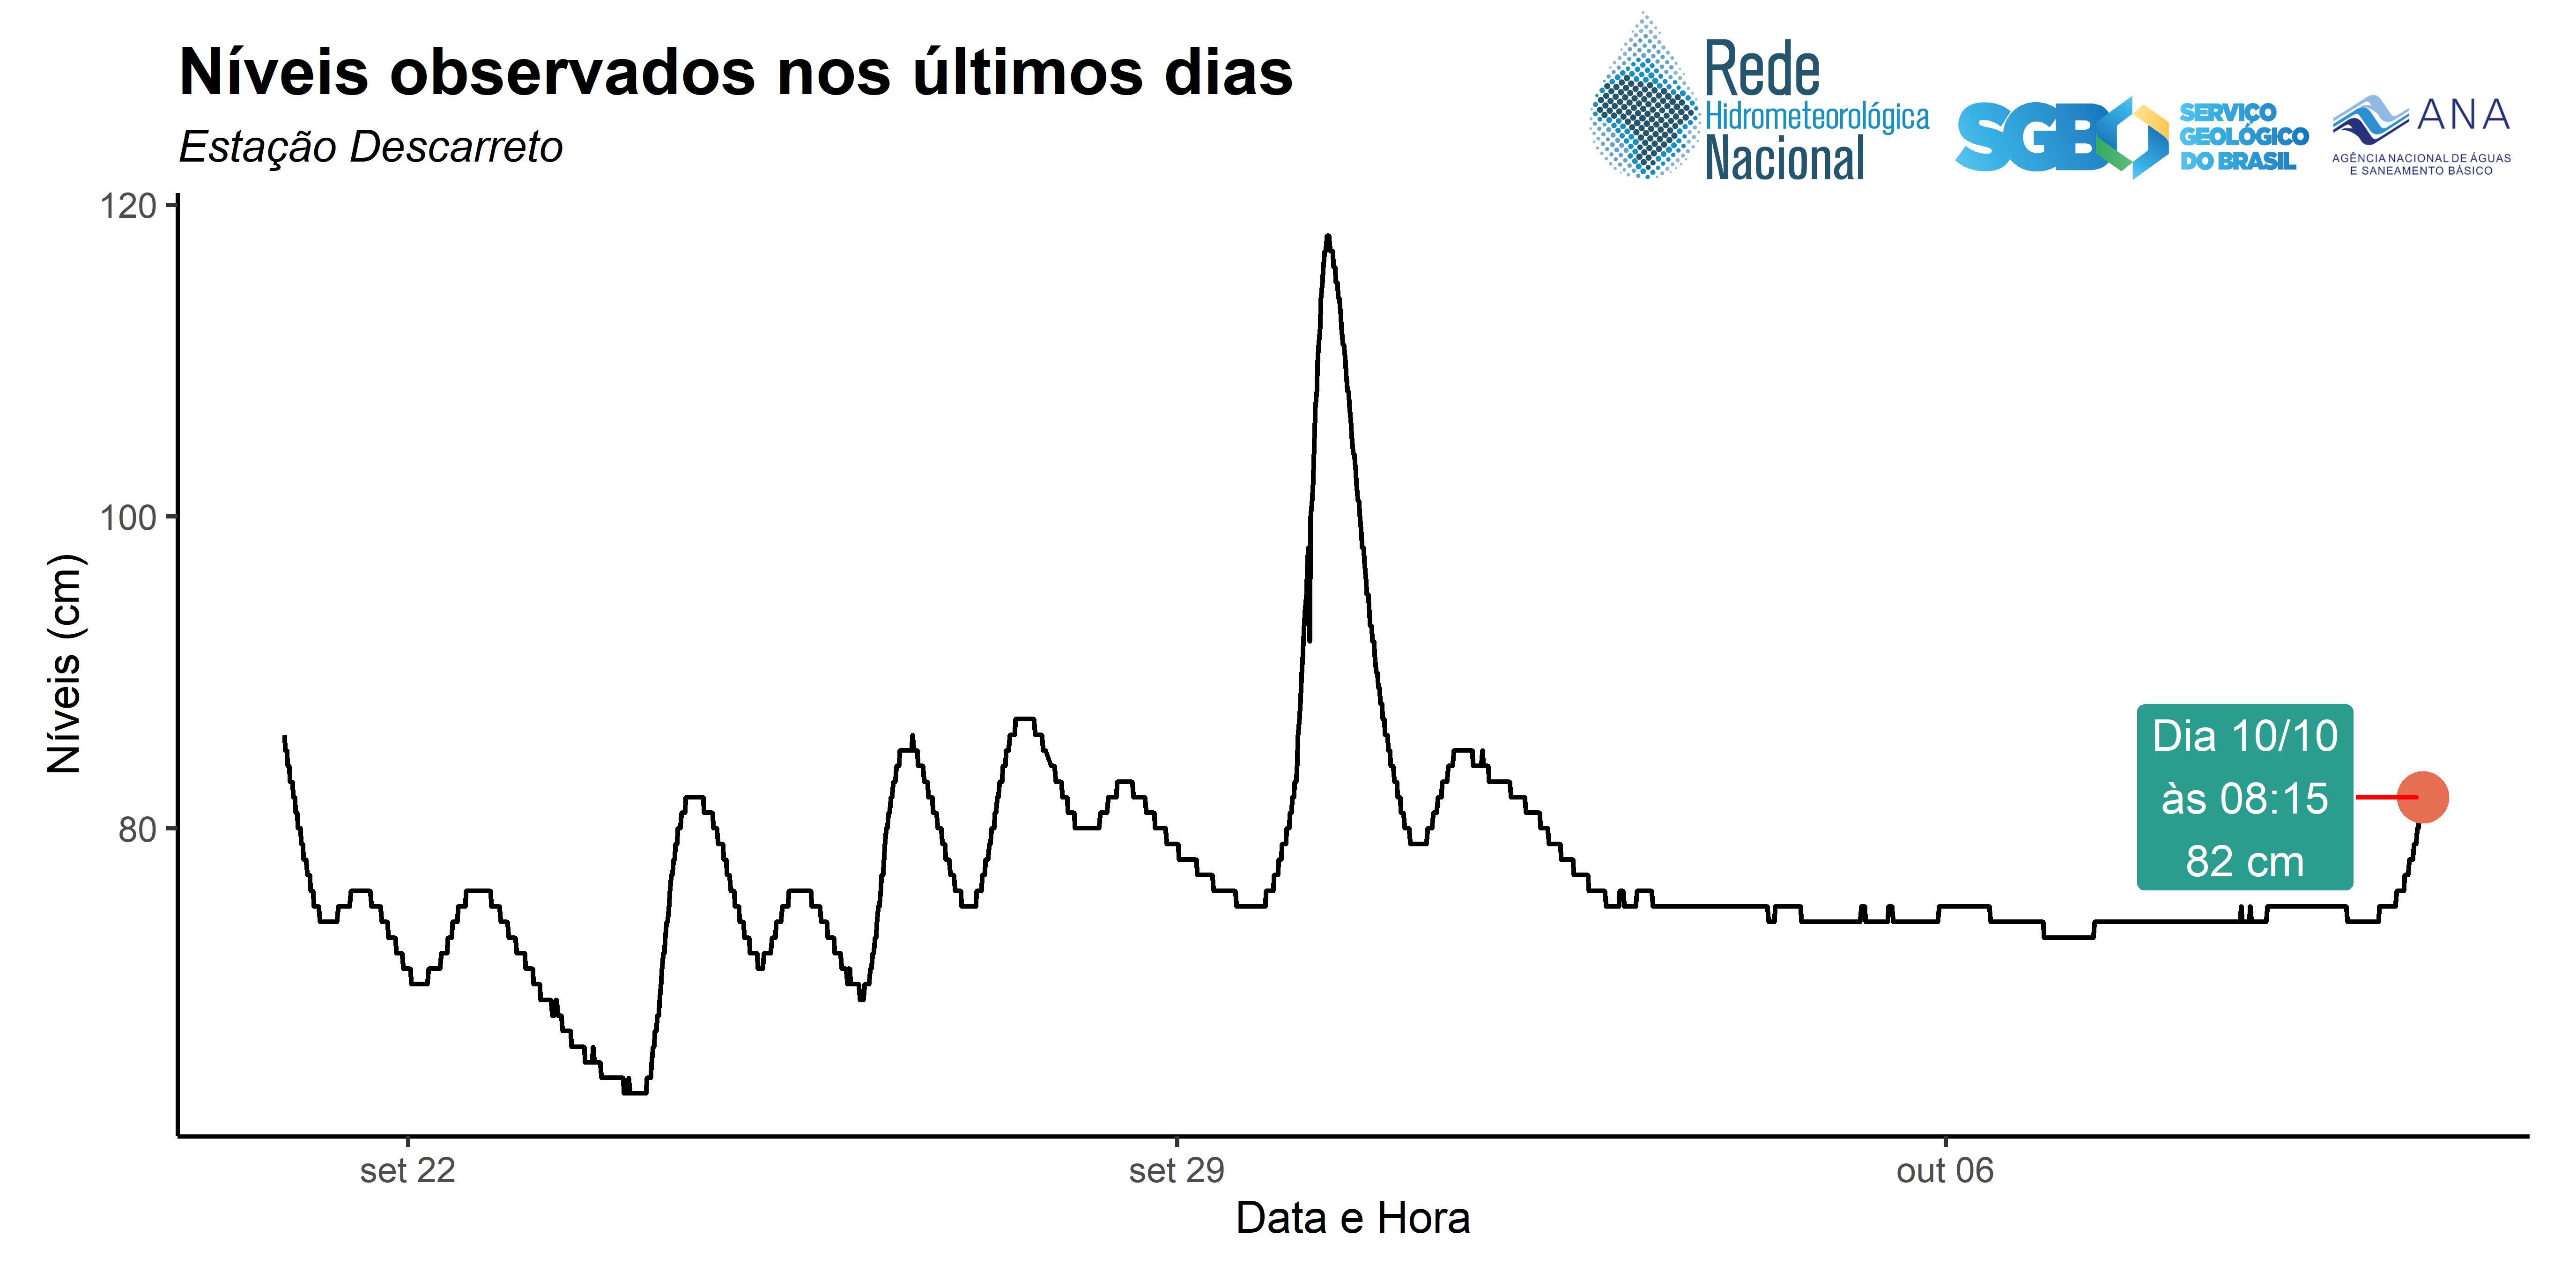 Níveis observados nos últimos dias
Estação Descarreto
Rede
Hidrometeorológica
Nacional
SGB
SERVIÇO
GEOLÓGICO
DO BRASIL
ANA
AGÊNCIA NACIONAL DE ÁGUAS
E SANEAMENTO BÁSICO
120
100
80
Níveis (cm)
Dia 10/10
às 08:15
82 cm
set 22
set 29
out 06
Data e Hora